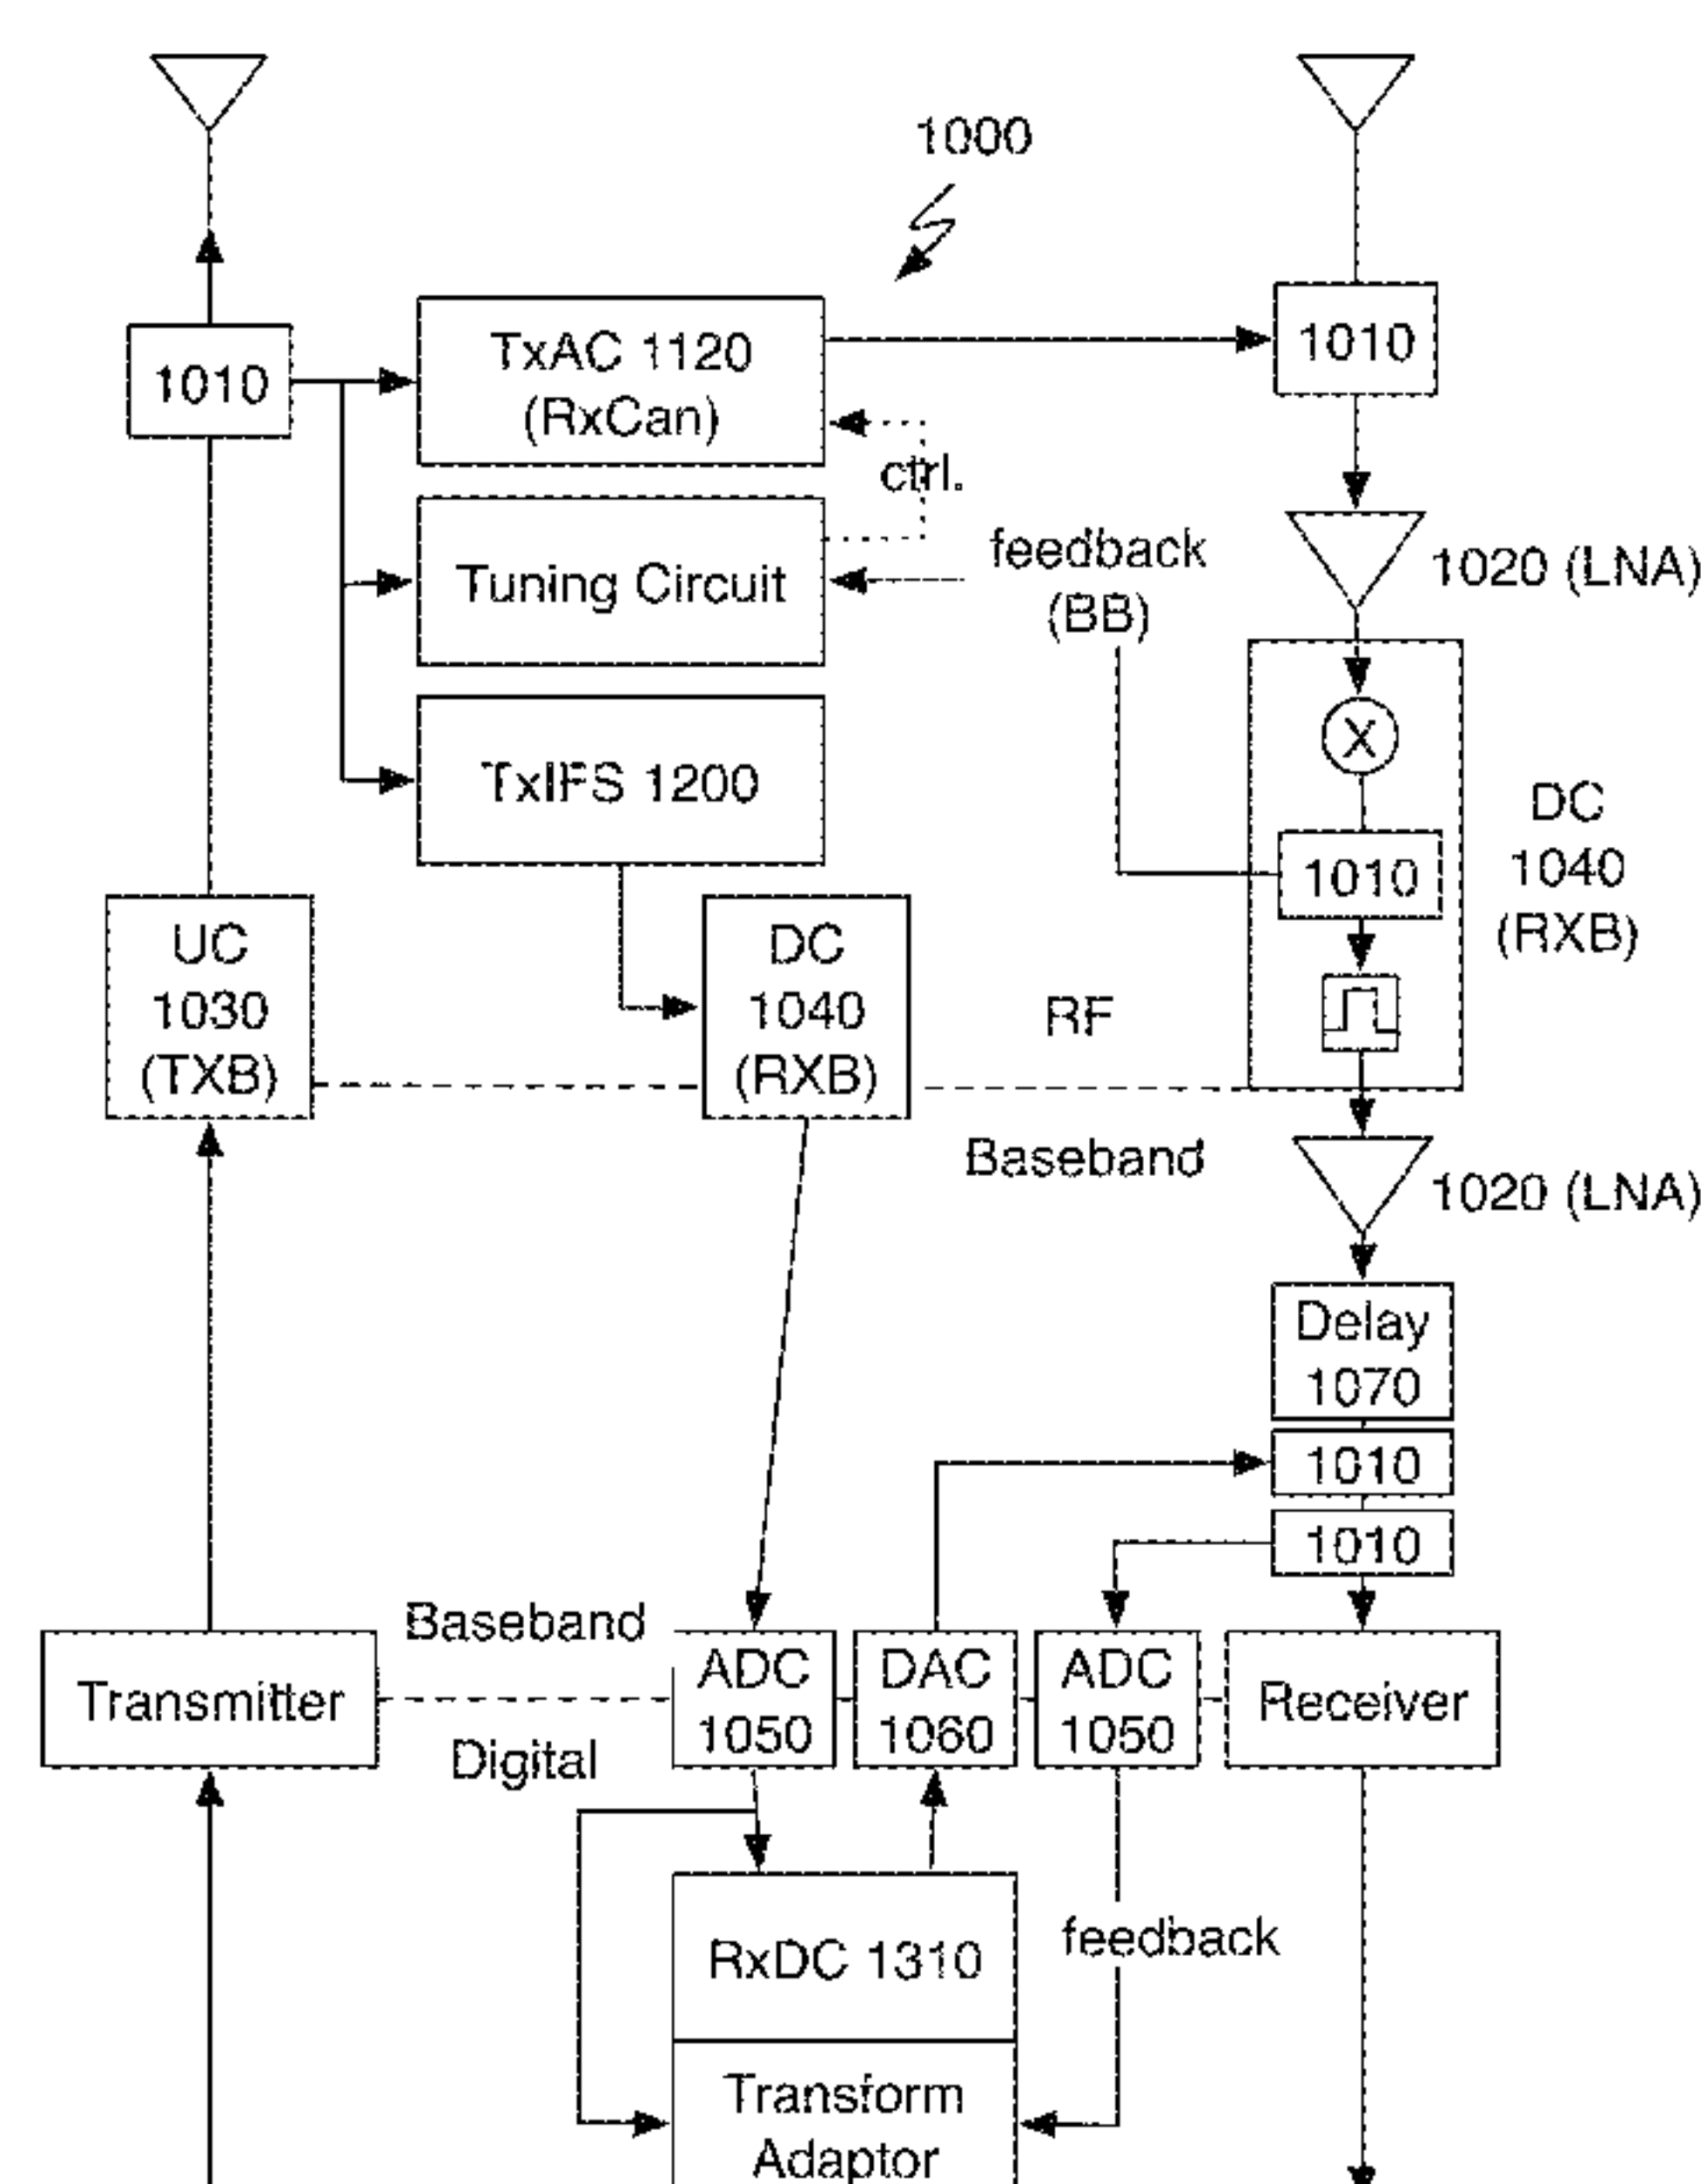 1000
1010
TxAC 1120
(RxCan)
1010
ctrl.
Tuning Circuit
feedback
(BB)
1020 (LNA)
X
TxIFS 1200
1010
DC
1040
(RXB)
UC
1030
(TXB)
DC
1040
(RXB)
RF
Baseband
1020 (LNA)
Delay
1070
1010
1010
Baseband
Transmitter
ADC
1050
DAC
1060
ADC
1050
Receiver
Digital
RxDC 1310
feedback
Transform
Adaptor